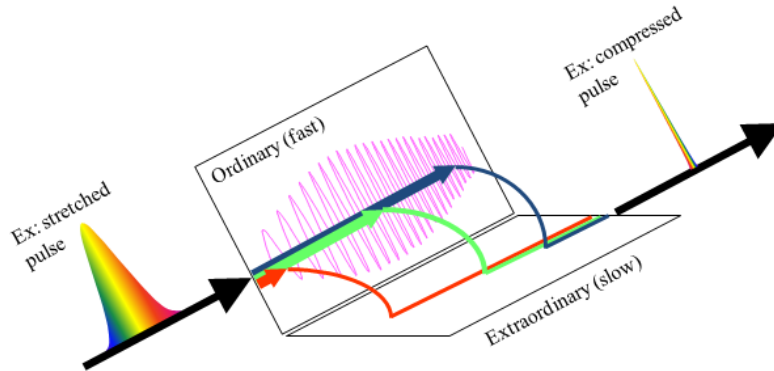 Ex: stretched
pulse
Ordinary (fast)
Extraordinary (slow)
Ex: compressed
pulse